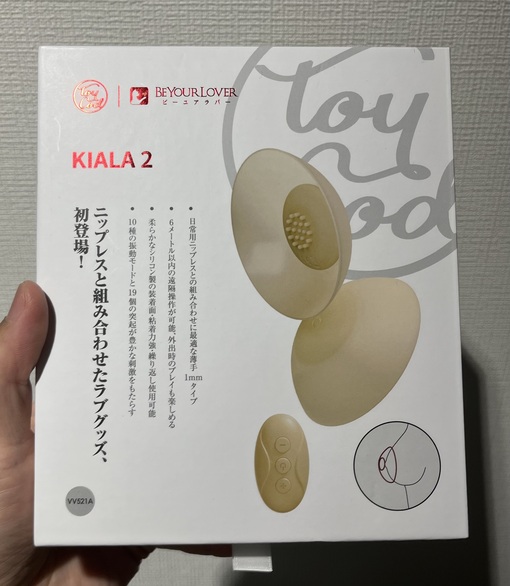 Toy Lod
BEYOURLOVER
ビーユアラバー
toy
od
KIALA 2
• 日常用ニップレスとの組み合わせに最適な薄手1mmタイプ
• 6メートル以内の遠隔操作が可能、外出時のプレイも楽しめる
• 柔らかなシリコン製の装着面・粘着力強・繰り返し使用可能
• 10種の振動モードと19個の突起が豊かな刺激をもたらす
ニップレスと組み合わせたラブグッズ、
初登場！
VVS21A